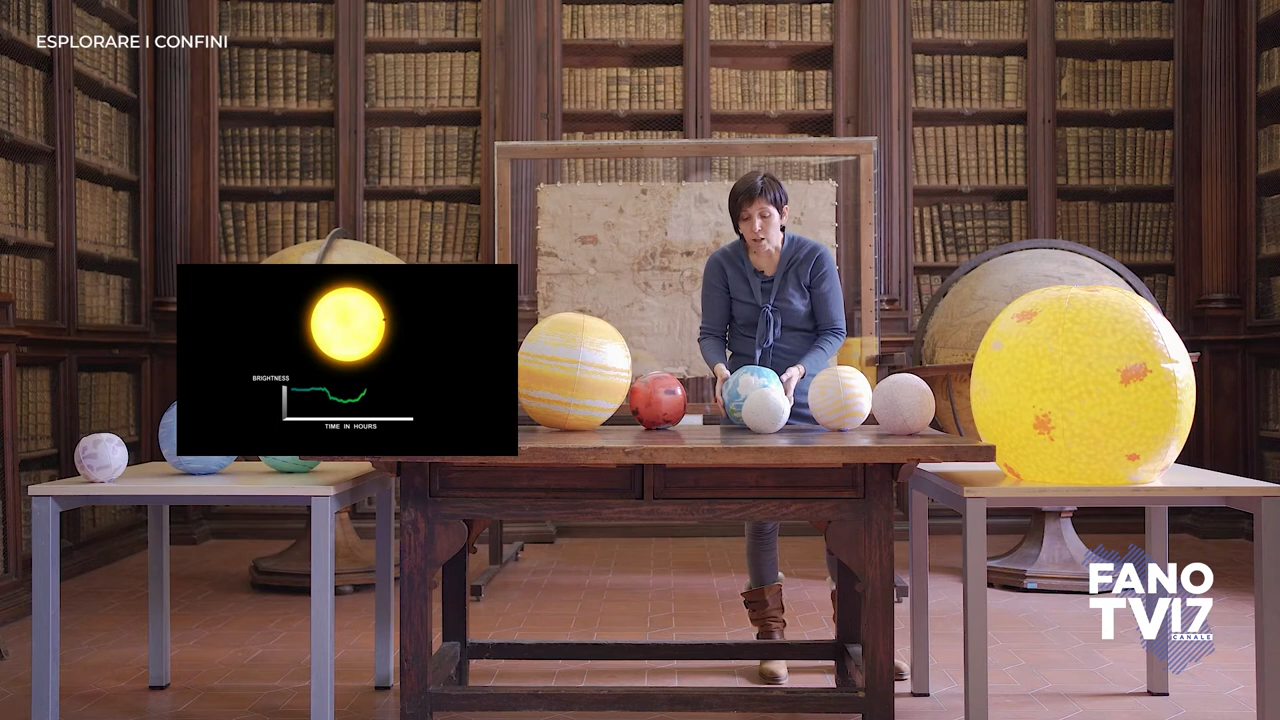 ESPLORARE I CONFINI
BRIGHTNESS
TIME IN HOURS
FANO
TV17
CANALE